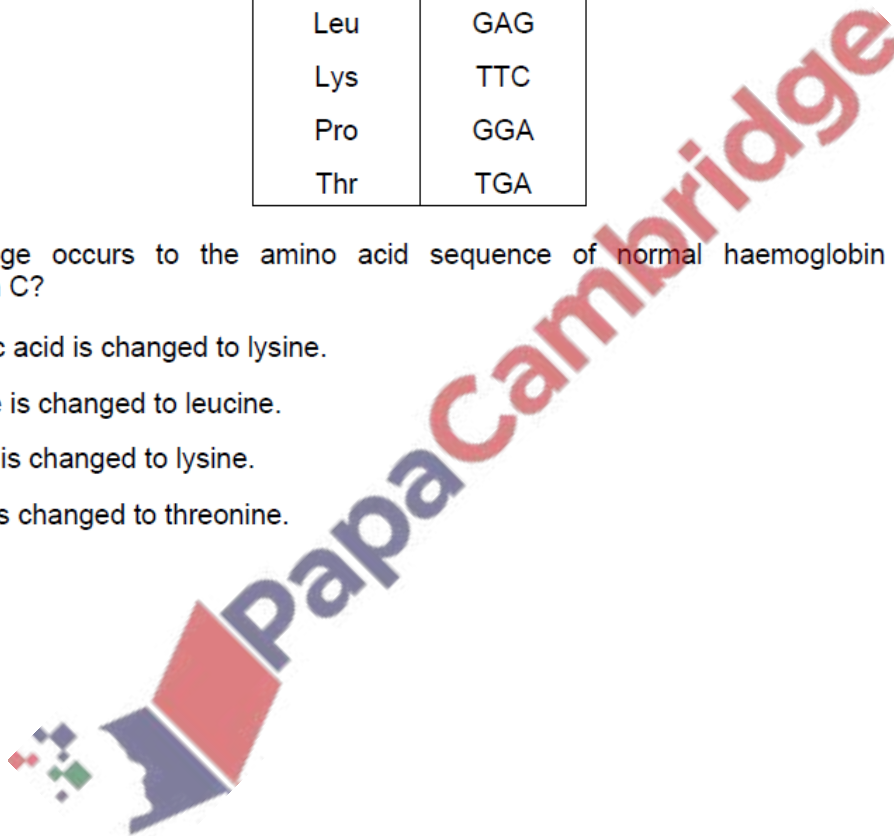 Leu GAG
Lys TTC
Pro GGA
Thr TGA
ge occurs to the amino acid sequence of normal haemoglobin
C?
c acid is changed to lysine.
is changed to leucine.
is changed to lysine.
s changed to threonine.
PapaCambridge